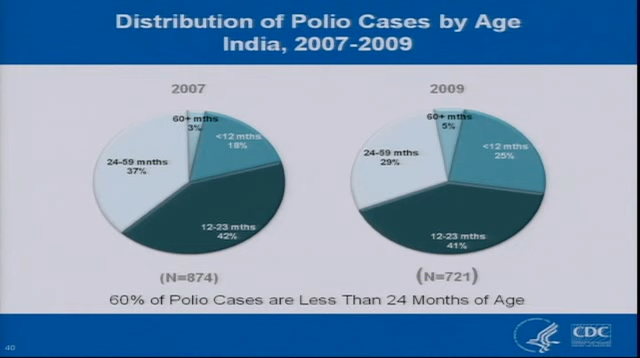 Distribution of Polio Cases by Age
India, 2007-2009
2007
60+ mths
3%
<12 mths
18%
24-59 mnths
37%
12-23 mths
42%
(N=874)
2009
60+ mths
5%
<12 mths
25%
24-59 mths
29%
12-23 mths
41%
(N=721)
60% of Polio Cases are Less Than 24 Months of Age
40
CDC